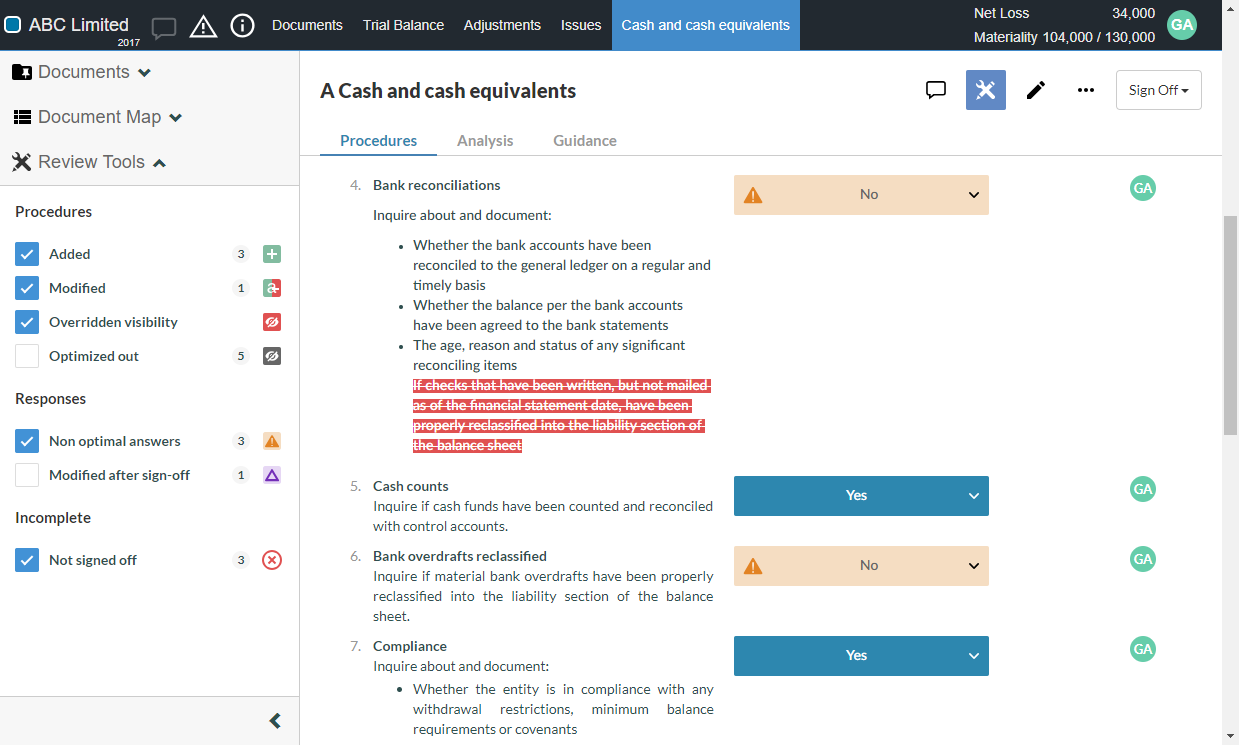 ABC Limited
2017
Documents Trial Balance Adjustments Issues Cash and cash equivalents
Net Loss 34,000
Materiality 104,000 / 130,000
GA
Documents
Document Map
Review Tools
Procedures
Added 3
Modified 1
a
Overridden visibility
Optimized out 5
Responses
Non optimal answers 3
Modified after sign-off 1
Incomplete
Not signed off 3
A Cash and cash equivalents
Sign Off
Procedures Analysis Guidance
4. Bank reconciliations
No
GA
Inquire about and document:
• Whether the bank accounts have been
reconciled to the general ledger on a regular and
timely basis
• Whether the balance per the bank accounts
have been agreed to the bank statements
• The age, reason and status of any significant
reconciling items
If checks that have been written, but not mailed
as of the financial statement date, have been
properly reclassified into the liability section of
the balance sheet
5. Cash counts
Yes
GA
Inquire if cash funds have been counted and reconciled
with control accounts.
6. Bank overdrafts reclassified
No
GA
Inquire if material bank overdrafts have been properly
reclassified into the liability section of the balance
sheet.
7. Compliance
Yes
GA
Inquire about and document:
• Whether the entity is in compliance with any
withdrawal restrictions, minimum balance
requirements or covenants